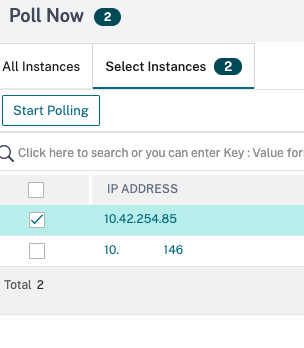 Poll Now 2
All Instances Select Instances 2
Start Polling
Click here to search or you can enter Key : Value for
IP ADDRESS
10.42.254.85
10. 146
Total 2